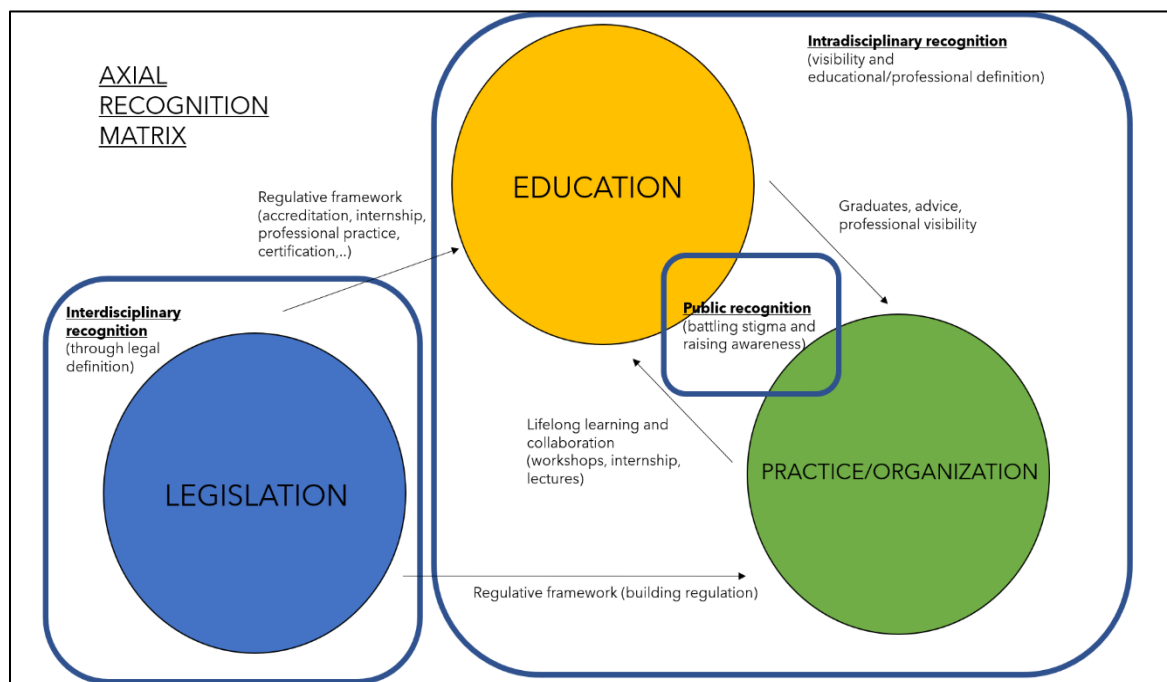 AXIAL
RECOGNITION
MATRIX
Intradisciplinary recognition
(visibility and
educational/professional definition)
EDUCATION
Regulative framework
(accreditation, internship,
professional practice,
certification,..)
Graduates, advice,
professional visibility
Interdisciplinary
recognition
(through legal
definition)
Public recognition
(battling stigma and
raising awareness)
Lifelong learning and
collaboration
(workshops, internship,
lectures)
LEGISLATION
PRACTICE/ORGANIZATION
Regulative framework (building regulation)